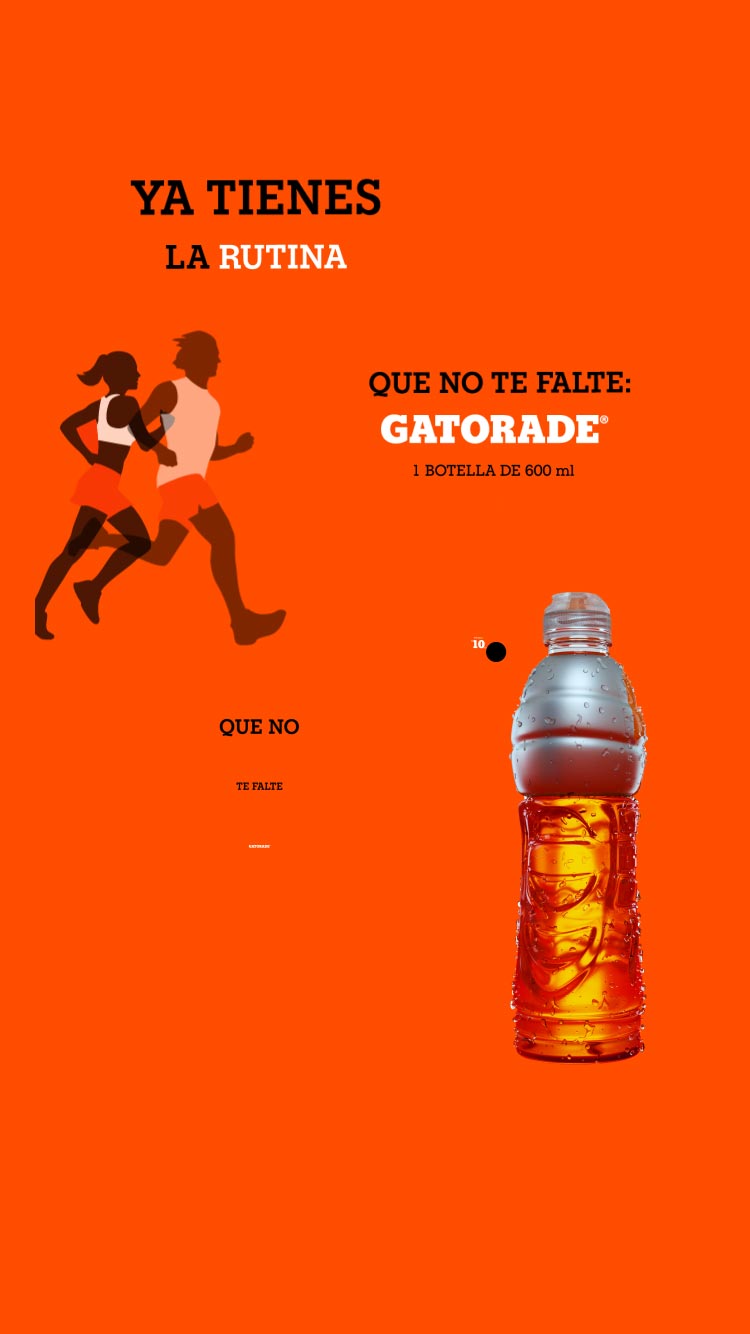 YA TIENES
LA RUTINA
QUE NO TE FALTE:
GATORADE®
1 BOTELLA DE 600 ml
10
QUE NO
TE FALTE
GATORADE